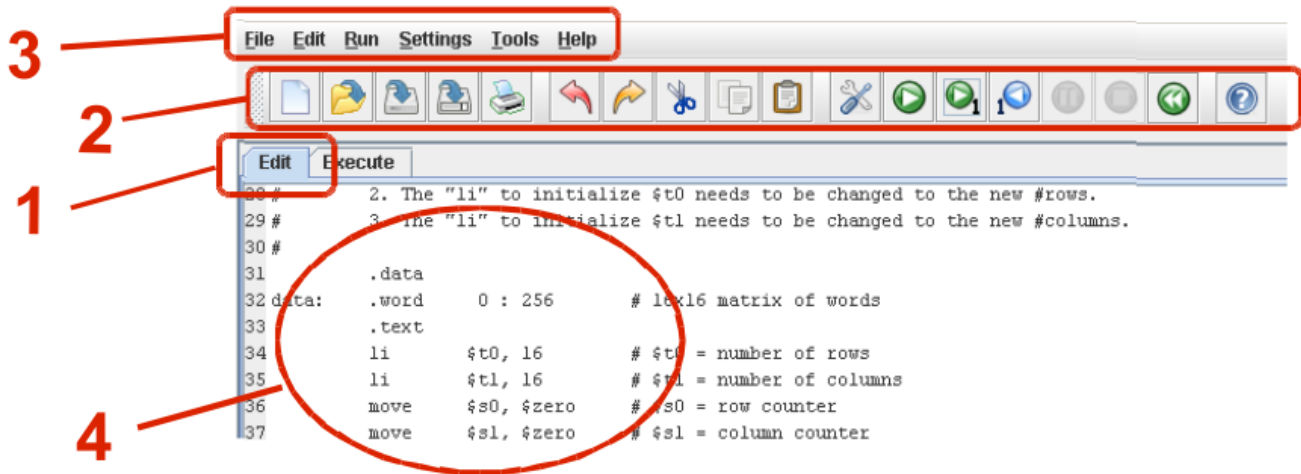 3
File Edit Run Settings Tools Help
2
1 1
1
Edit Execute
28 # 2. The "li" to initialize $t0 needs to be changed to the new #rows.
29 # 3. The "li" to initialize $t1 needs to be changed to the new #columns.
30 #
31 .data
32 data: .word 0 : 256 # 16x16 matrix of words
33 .text
34 li $t0, 16 # $t0 = number of rows
35 li $t1, 16 # $t1 = number of columns
36 move $s0, $zero # $s0 = row counter
37 move $s1, $zero # $s1 = column counter
4